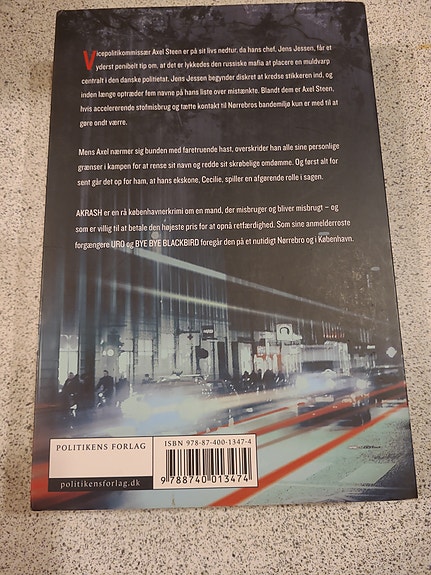 Vicepolitikommissær Axel Steen er på sit livs nedtur, da hans chef, Jens Jessen, får et
yderst penibelt tip om, at det er lykkedes den russiske mafia at placere en muldvarp
centralt i den danske politietat. Jens Jessen begynder diskret at kredse stikkeren ind, og
inden længe optræder fem navne på hans liste over mistænkte. Blandt dem er Axel Steen,
hvis accelererende stofmisbrug og tætte kontakt til Nørrebros bandemiljø kun er med til at
gøre ondt værre.
Mens Axel nærmer sig bunden med faretruende hast, overskrider han alle sine personlige
grænser i kampen for at rense sit navn og redde sit skrøbelige omdømme. Og først alt for
sent går det op for ham, at hans ekskone, Cecilie, spiller en afgørende rolle i sagen.
AKRASH er en rå københavnerkrimi om en mand, der misbruger og bliver misbrugt – og
som er villig til at betale den højeste pris for at opnå retfærdighed. Som sine anmelderroste
forgængere URO og BYE BYE BLACKBIRD foregår den på et nutidigt Nørrebro og i København.
POLITIKENS FORLAG
politikensforlag.dk
ISBN 978-87-400-1347-4
9 788740 013474